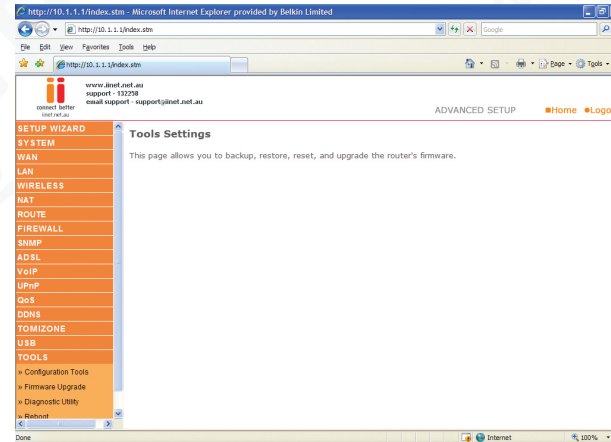 http://10.1.1.1/index.stm - Microsoft Internet Explorer provided by Belkin Limited
http://10.1.1.1/index.stm
Google
File Edit View Favorites Tools Help
http://10.1.1.1/index.stm
Page Tools
connect better
iinet.net.au
www.iinet.net.au
support - 132258
email support - support@iinet.net.au
ADVANCED SETUP
Home
Logo
SETUP WIZARD
SYSTEM
WAN
LAN
WIRELESS
NAT
ROUTE
FIREWALL
SNMP
ADSL
VoIP
UPnP
QoS
DDNS
TOMIZONE
USB
TOOLS
» Configuration Tools
» Firmware Upgrade
» Diagnostic Utility
» Reboot
Tools Settings
This page allows you to backup, restore, reset, and upgrade the router's firmware.
Done
Internet
100%